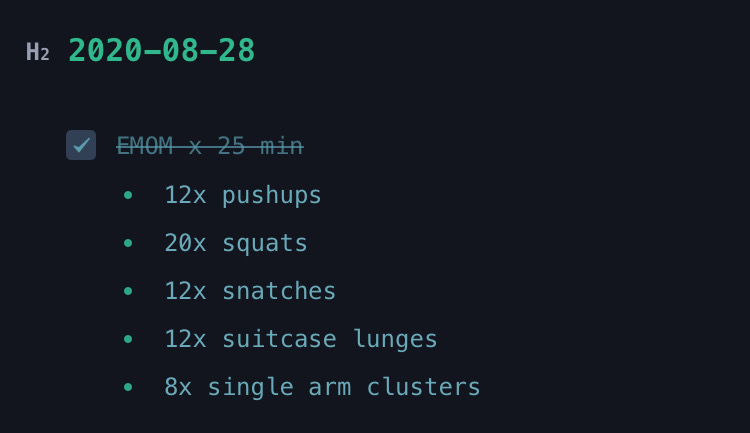 H2 2020-08-28
EMOM x 25 min
12x pushups
20x squats
12x snatches
12x suitcase lunges
8x single arm clusters